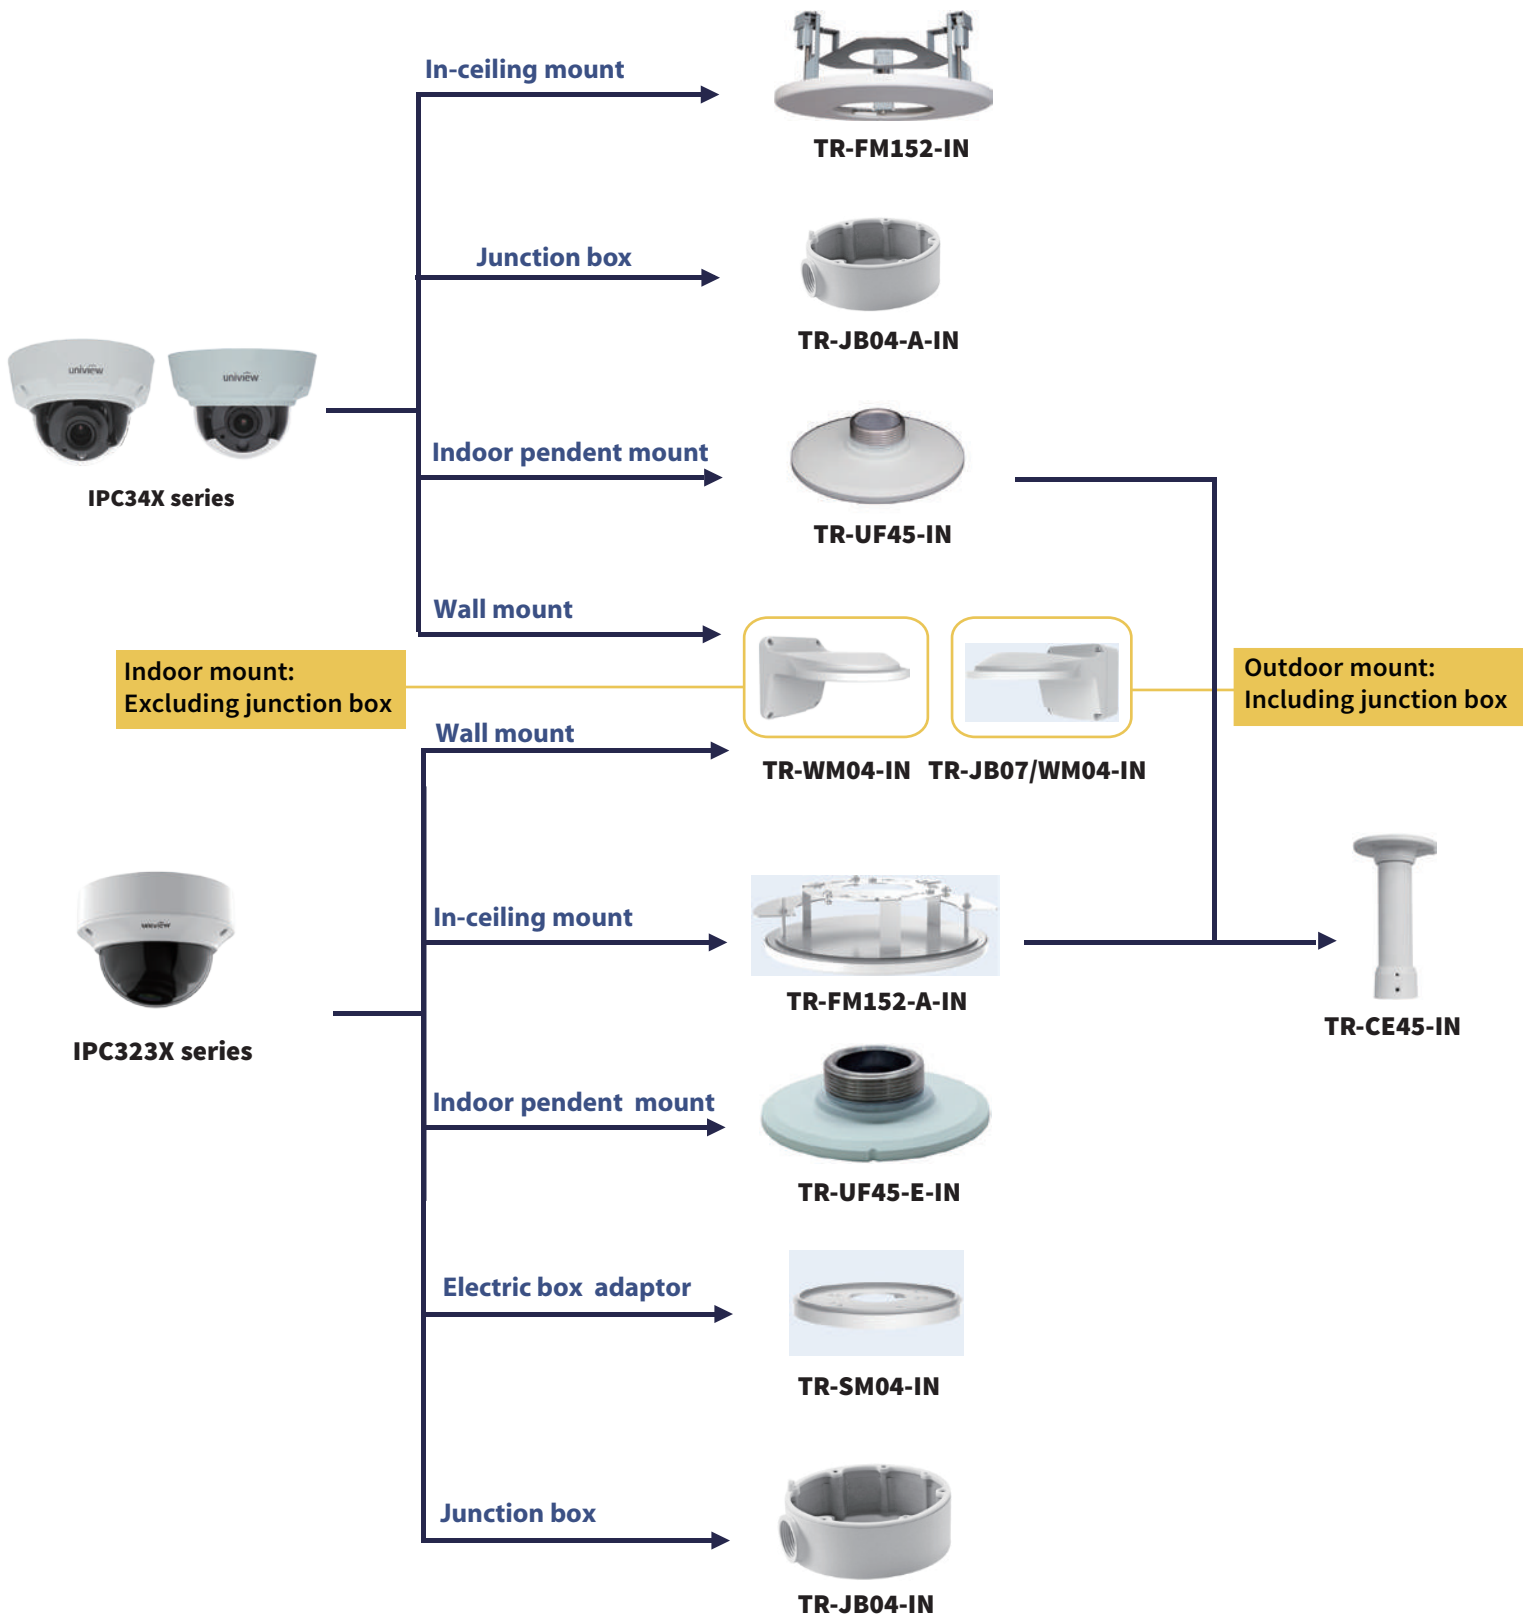 In-ceiling mount
TR-FM152-IN
Junction box
TR-JB04-A-IN
uniview
uniview
Indoor pendent mount
IPC34X series
TR-UF45-IN
Wall mount
Indoor mount:
Excluding junction box
Outdoor mount:
Including junction box
Wall mount
TR-WM04-IN
TR-JB07/WM04-IN
uniview
In-ceiling mount
TR-FM152-A-IN
IPC323X series
TR-CE45-IN
Indoor pendent mount
TR-UF45-E-IN
Electric box adaptor
TR-SM04-IN
Junction box
TR-JB04-IN